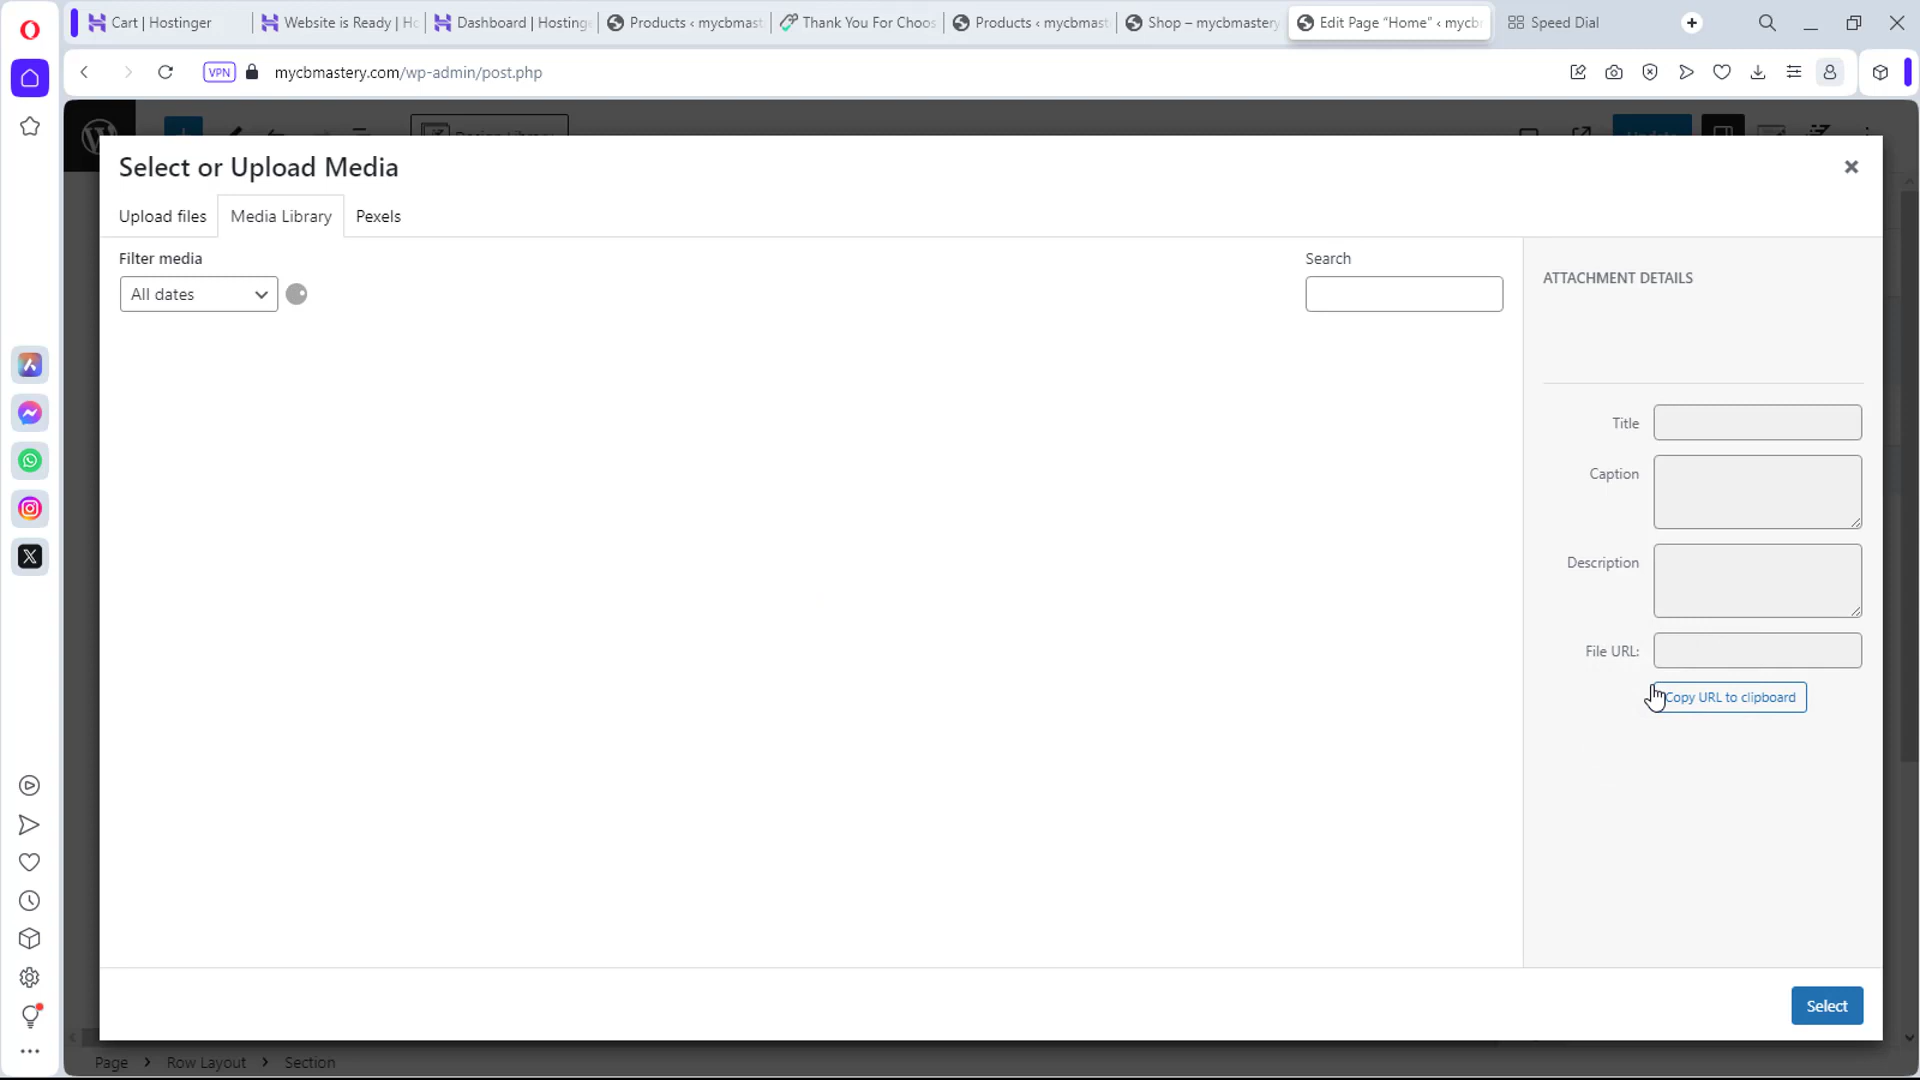 Cart | Hostinger
Website is Ready | Ho
Dashboard | Hostinge
Products ‹ mycbmast
Thank You For Choos
Products ‹ mycbmast
Shop – mycbmastery
Edit Page “Home” ‹ mycb
Speed Dial
VPN
mycbmastery.com/wp-admin/post.php
Select or Upload Media
Upload files
Media Library
Pexels
Filter media
Search
All dates
ATTACHMENT DETAILS
Title
Caption
Description
File URL:
Copy URL to clipboard
Select
Page
Row Layout
Section